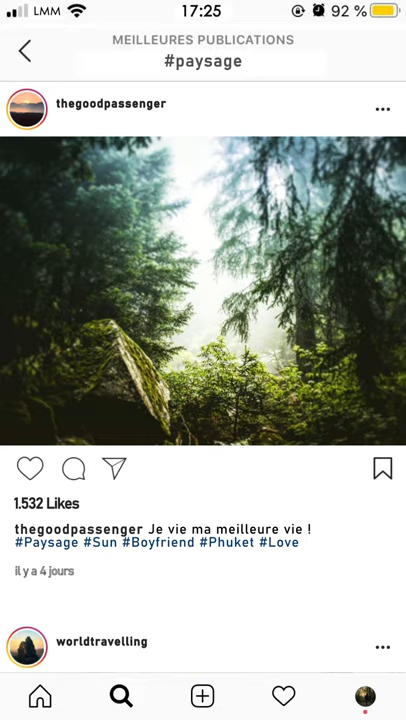 LMM 17:25 92 %
MEILLEURES PUBLICATIONS
#paysage
thegoodpassenger
1.532 Likes
thegoodpassenger Je vie ma meilleure vie !
#Paysage #Sun #Boyfriend #Phuket #Love
il y a 4 jours
worldtravelling